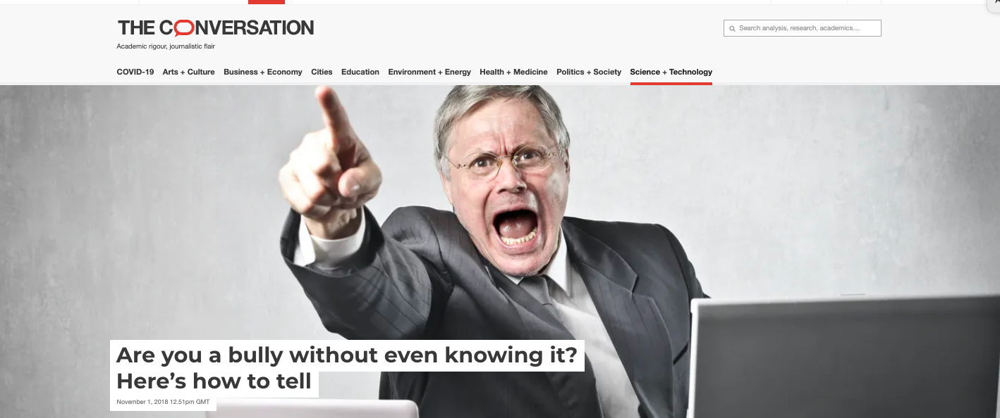 THE CONVERSATION
Search analysis, research, academics...
Academic rigour, journalistic flair
COVID-19 Arts + Culture Business + Economy Cities Education Environment + Energy Health + Medicine Politics + Society Science + Technology
Are you a bully without even knowing it?
Here’s how to tell
November 1, 2018 12.51pm GMT